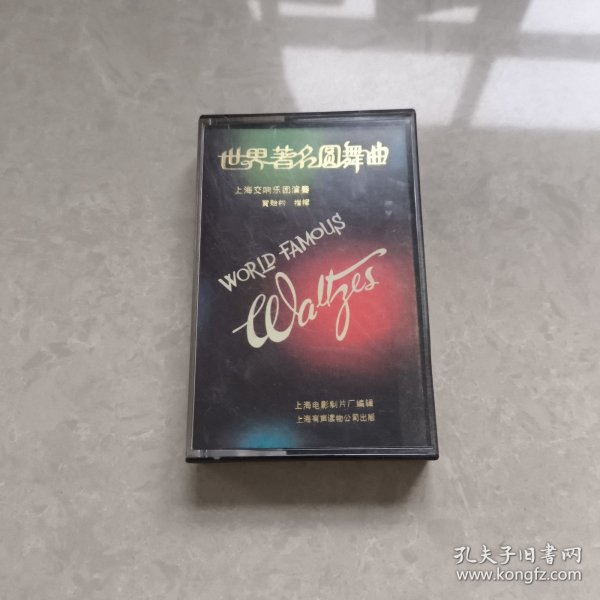 世界著名圆舞曲
上海交响乐团演奏
指挥
WORLD FAMOUS
Waltzes
上海电影制片厂编辑
上海有声读物公司出版
孔夫子旧书网
www.kongfz.com